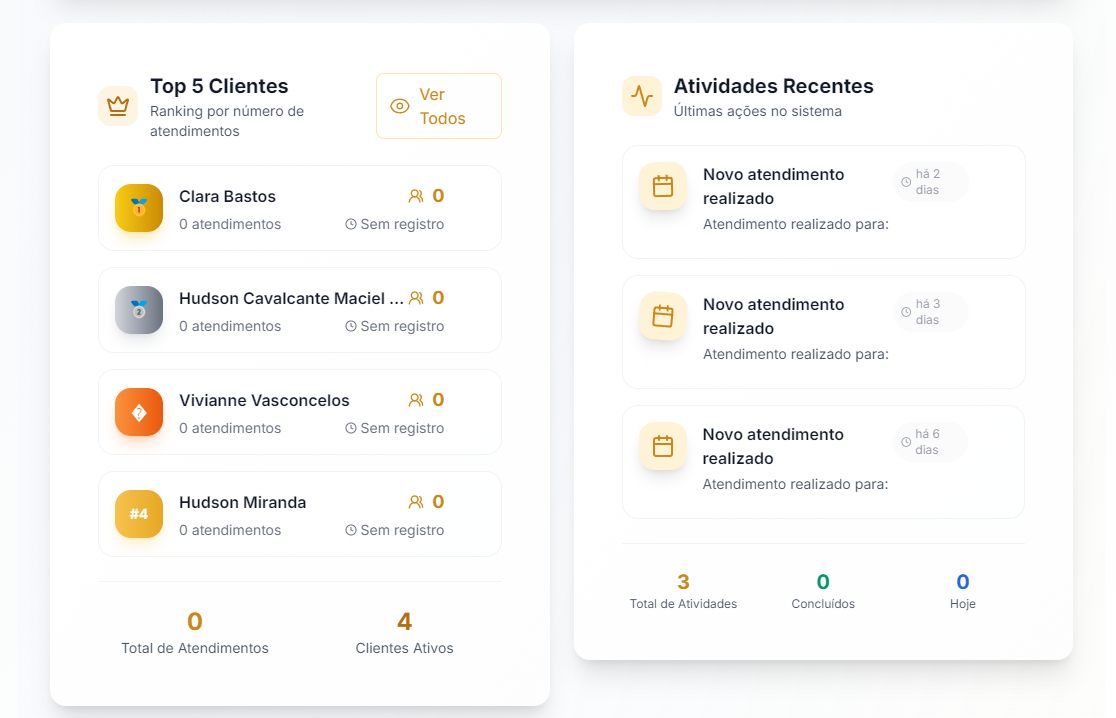 Top 5 Clientes
Ranking por número de
atendimentos
Ver
Todos
1
Clara Bastos
0
0 atendimentos
Sem registro
2
Hudson Cavalcante Maciel ...
0
0 atendimentos
Sem registro
�
Vivianne Vasconcelos
0
0 atendimentos
Sem registro
#4
Hudson Miranda
0
0 atendimentos
Sem registro
0
Total de Atendimentos
4
Clientes Ativos
Atividades Recentes
Últimas ações no sistema
Novo atendimento
realizado
há 2
dias
Atendimento realizado para:
Novo atendimento
realizado
há 3
dias
Atendimento realizado para:
Novo atendimento
realizado
há 6
dias
Atendimento realizado para:
3
Total de Atividades
0
Concluídos
0
Hoje